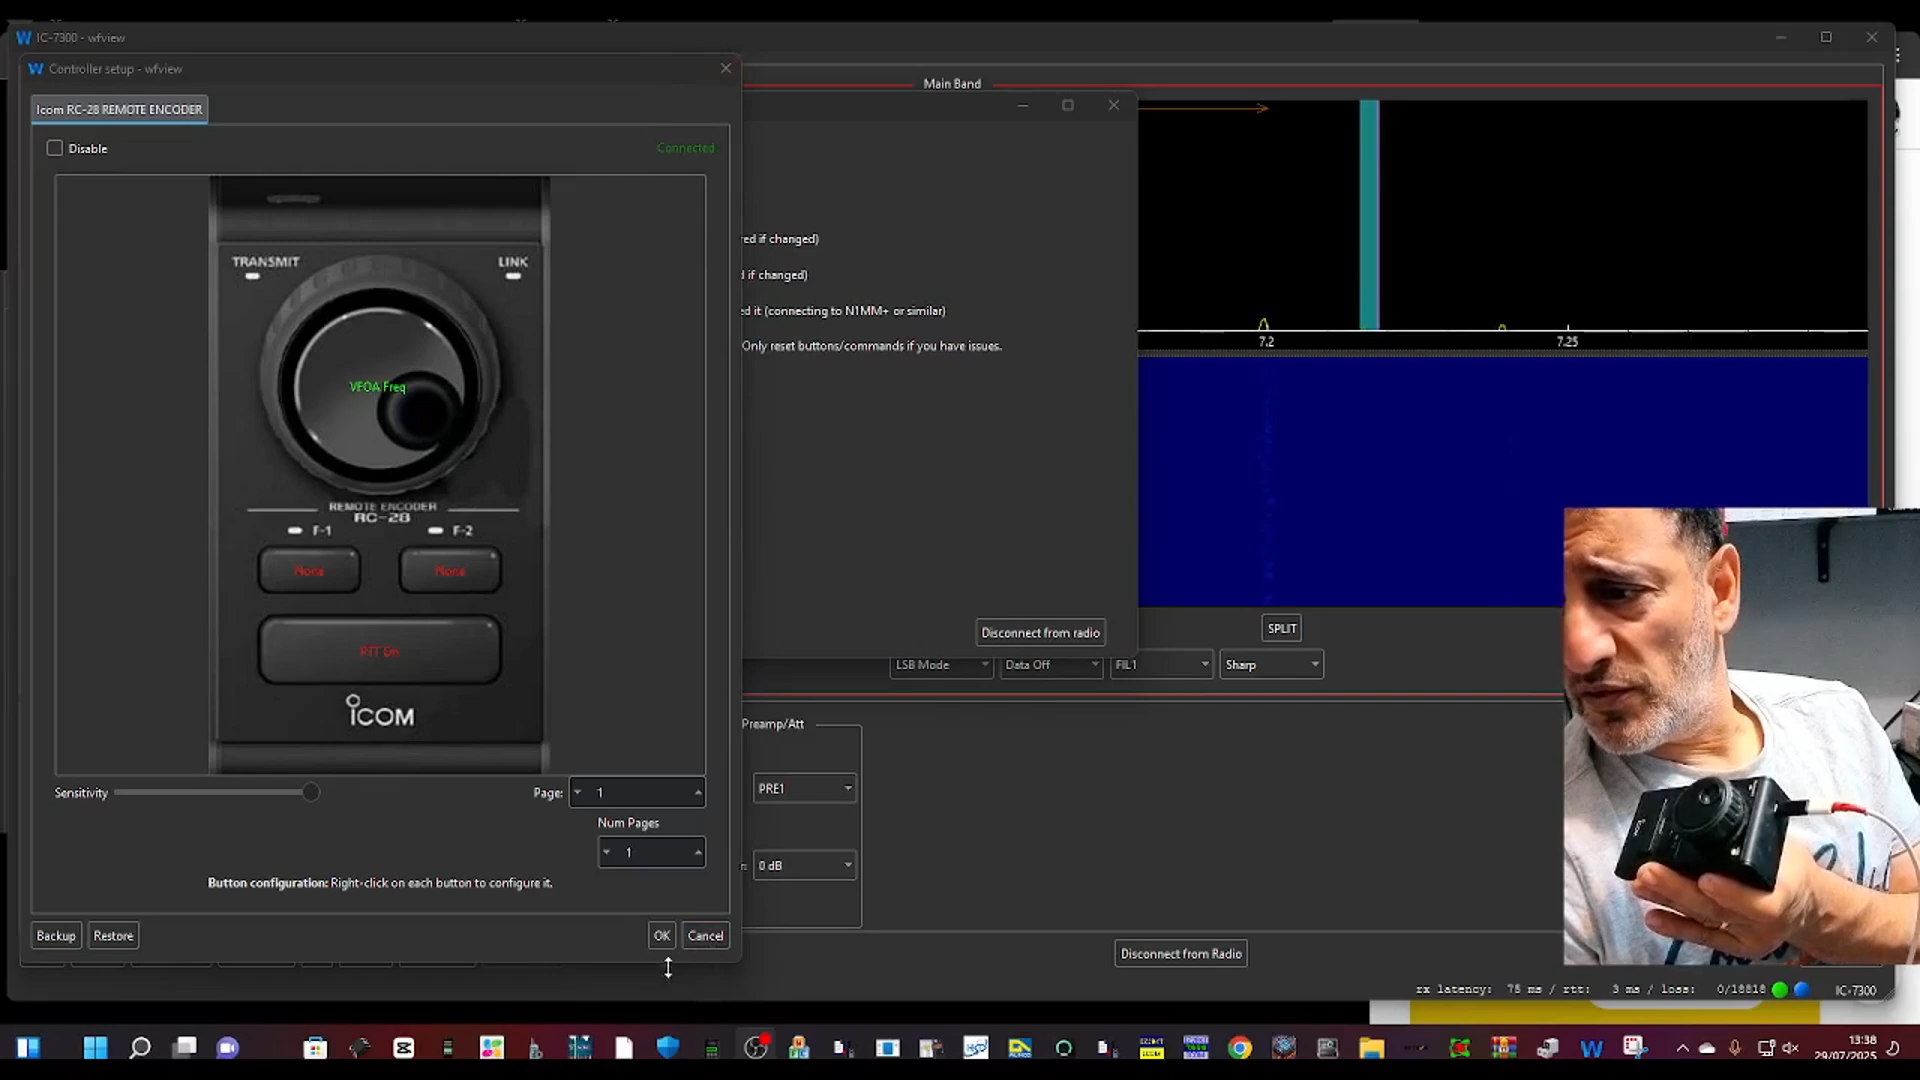 IC-7300 - wfview
Controller setup - wfview
Icom RC-28 REMOTE ENCODER
Disable
Connected
TRANSMIT
LINK
VFOA Freq
REMOTE ENCODER
RC-28
F-1
F-2
None
None
PTT On
ICOM
Sensitivity
Page:
1
Num Pages
1
Button configuration: Right-click on each button to configure it.
Backup
Restore
OK
Cancel
Main Band
red if changed)
d if changed)
ed it (connecting to N1MM+ or similar)
Only reset buttons/commands if you have issues.
Disconnect from radio
7.2
7.25
SPLIT
LSB Mode
Data Off
FIL1
Sharp
Preamp/Att
PRE1
0 dB
Disconnect from Radio
rx latency: 75 ms / rtt: 3 ms / loss: 0/18818
IC-7300
13:38
29/07/2025